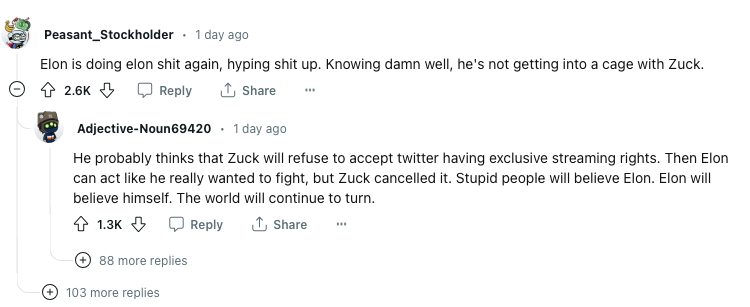 Peasant_Stockholder · 1 day ago
Elon is doing elon shit again, hyping shit up. Knowing damn well, he's not getting into a cage with Zuck.
2.6K Reply Share ···
Adjective-Noun69420 · 1 day ago
He probably thinks that Zuck will refuse to accept twitter having exclusive streaming rights. Then Elon
can act like he really wanted to fight, but Zuck cancelled it. Stupid people will believe Elon. Elon will
believe himself. The world will continue to turn.
1.3K Reply Share ···
88 more replies
103 more replies